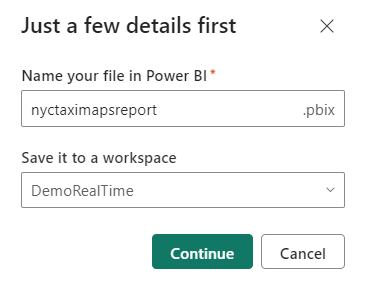 Just a few details first
Name your file in Power BI*
nyctaximapsreport .pbix
Save it to a workspace
DemoRealTime
Continue Cancel